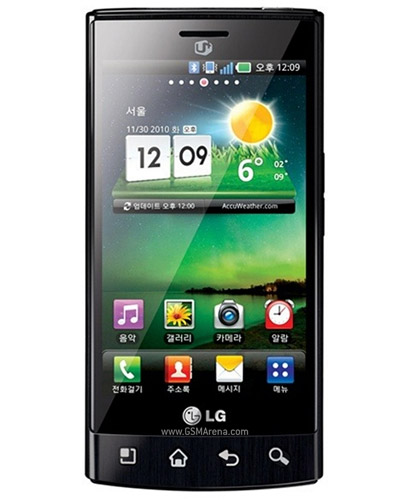 U+
오후 12:09
서울
11/30 2010 화 오후
12 09
6° 02° 09°
업데이트 오후 12:00 AccuWeather.com
음악 갤러리 카메라 알람
전화걸기 주소록 메시지 메뉴
LG
www.GSMArena.com